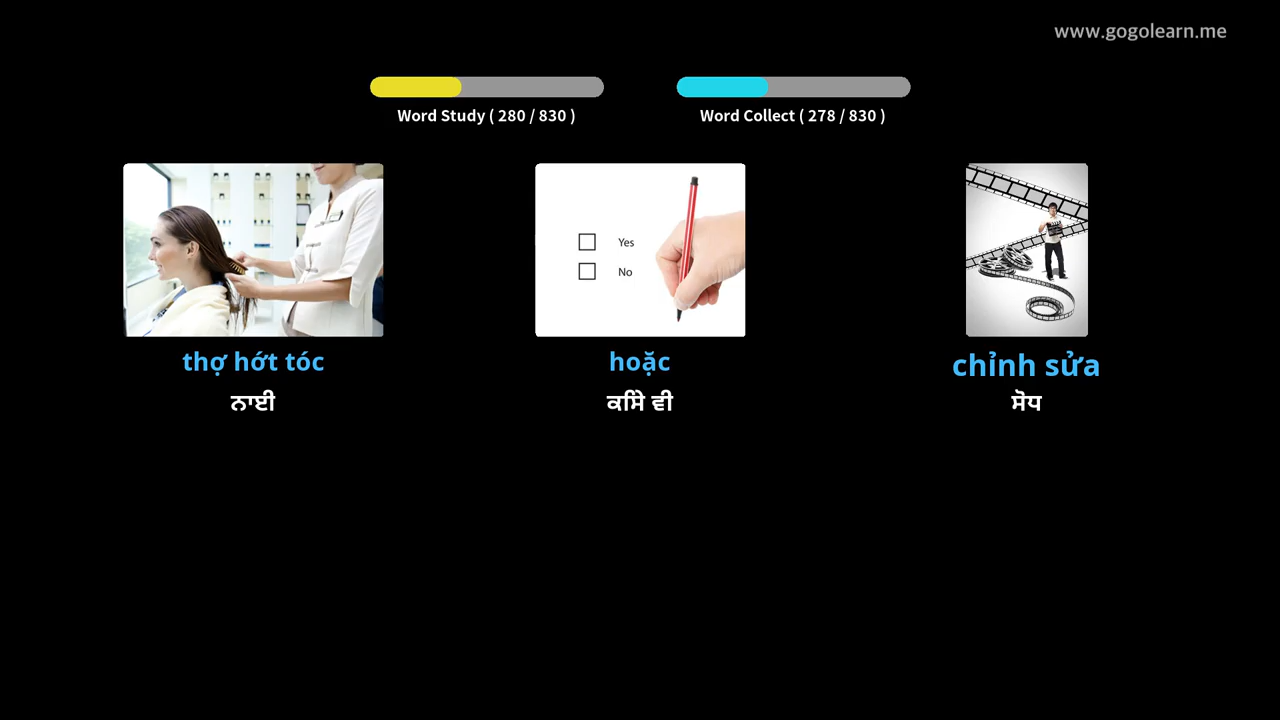 www.gogolearn.me
Word Study ( 280 / 830 )
Word Collect ( 278 / 830 )
Yes
No
thợ hớt tóc
hoặc
chỉnh sửa
ਨਾਈ
ਕਸਿੇ ਵੀ
ਸੋਧ